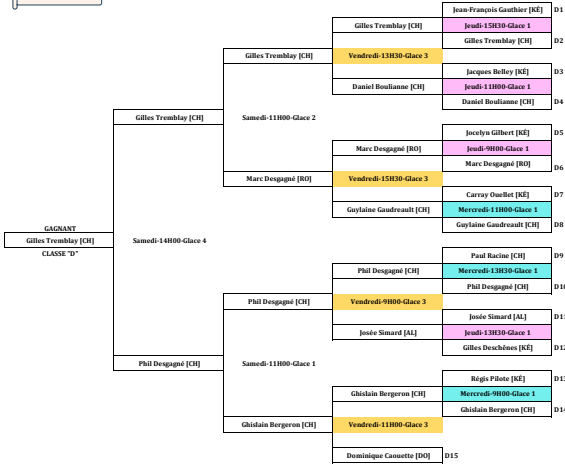 Jean-François Gauthier [KÉ] D1
Gilles Tremblay [CH] Jeudi-15H30-Glace 1
Gilles Tremblay [CH] D2
Gilles Tremblay [CH] Vendredi-13H30-Glace 3
Jacques Belley [KÉ] D3
Daniel Boulianne [CH] Jeudi-11H00-Glace 1
Daniel Boulianne [CH] D4
Gilles Tremblay [CH] Samedi-11H00-Glace 2
Jocelyn Gilbert [KÉ] D5
Marc Desgagné [RO] Jeudi-9H00-Glace 1
Marc Desgagné [RO] D6
Marc Desgagné [RO] Vendredi-15H30-Glace 3
Carray Ouellet [KÉ] D7
Guylaine Gaudreault [CH] Mercredi-11H00-Glace 1
Guylaine Gaudreault [CH] D8
GAGNANT
Gilles Tremblay [CH] Samedi-14H00-Glace 4
CLASSE "D"
Paul Racine [CH] D9
Phil Desgagné [CH] Mercredi-13H30-Glace 1
Phil Desgagné [CH] D10
Phil Desgagné [CH] Vendredi-9H00-Glace 3
Josée Simard [AL] D11
Josée Simard [AL] Jeudi-13H30-Glace 1
Gilles Deschênes [KÉ] D12
Phil Desgagné [CH] Samedi-11H00-Glace 1
Régis Pilote [KÉ] D13
Ghislain Bergeron [CH] Mercredi-9H00-Glace 1
Ghislain Bergeron [CH] D14
Ghislain Bergeron [CH] Vendredi-11H00-Glace 3
Dominique Caouette [DO] D15